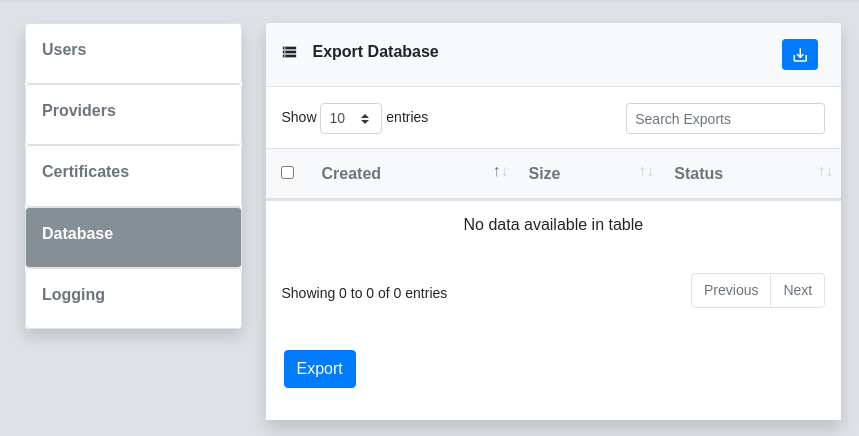 Users
Providers
Certificates
Database
Logging
Export Database
Show 10 entries
Search Exports
Created ↑↓ Size ↑↓ Status ↑↓
No data available in table
Showing 0 to 0 of 0 entries
Previous Next
Export